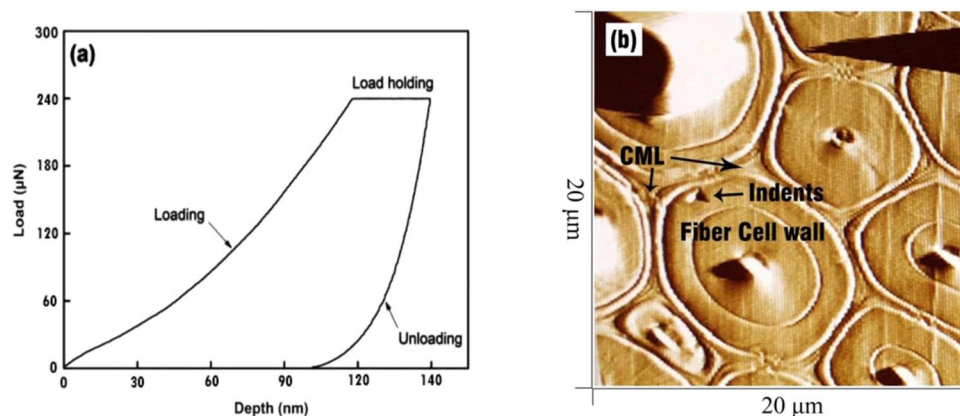 (a)
300
240
180
120
60
0
Load (µN)
Load holding
Loading
Unloading
0 30 60 90 120 140
Depth (nm)
(b)
CML
Indents
Fiber Cell wall
20 µm
20 µm